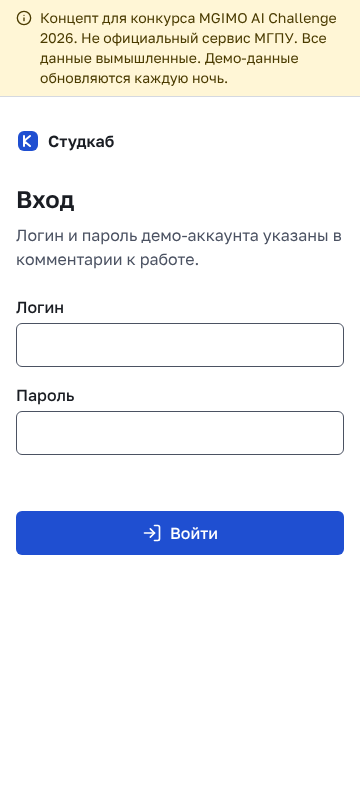 Концепт для конкурса MGIMO AI Challenge
2026. Не официальный сервис МГПУ. Все
данные вымышленные. Демо-данные
обновляются каждую ночь.
Студкаб
Вход
Логин и пароль демо-аккаунта указаны в
комментарии к работе.
Логин
Пароль
Войти